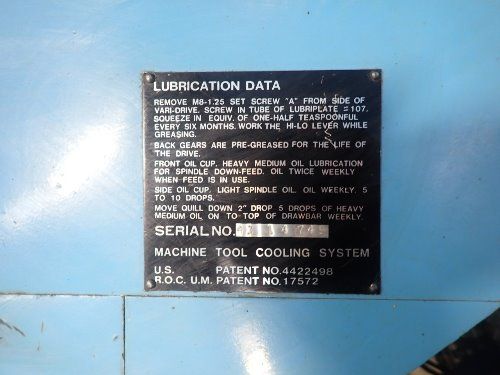 LUBRICATION DATA
REMOVE M8-1.25 SET SCREW "A" FROM SIDE OF
VARI-DRIVE. SCREW IN TUBE OF LUBRIPLATE #107.
SQUEEZE IN EQUIV. OF ONE-HALF TEASPOONFUL
EVERY SIX MONTHS. WORK THE HI-LO LEVER WHILE
GREASING.
BACK GEARS ARE PRE-GREASED FOR THE LIFE OF
THE DRIVE.
FRONT OIL CUP. HEAVY MEDIUM OIL LUBRICATION
FOR SPINDLE DOWN-FEED. OIL TWICE WEEKLY
WHEN FEED IS IN USE.
SIDE OIL CUP. LIGHT SPINDLE OIL. OIL WEEKLY. 5
TO 10 DROPS.
MOVE QUILL DOWN 2" DROP 5 DROPS OF HEAVY
MEDIUM OIL ON TO TOP OF DRAWBAR WEEKLY.
SERIAL NO.
MACHINE TOOL COOLING SYSTEM
U.S. PATENT NO.4422498
R.O.C. U.M. PATENT NO.17572